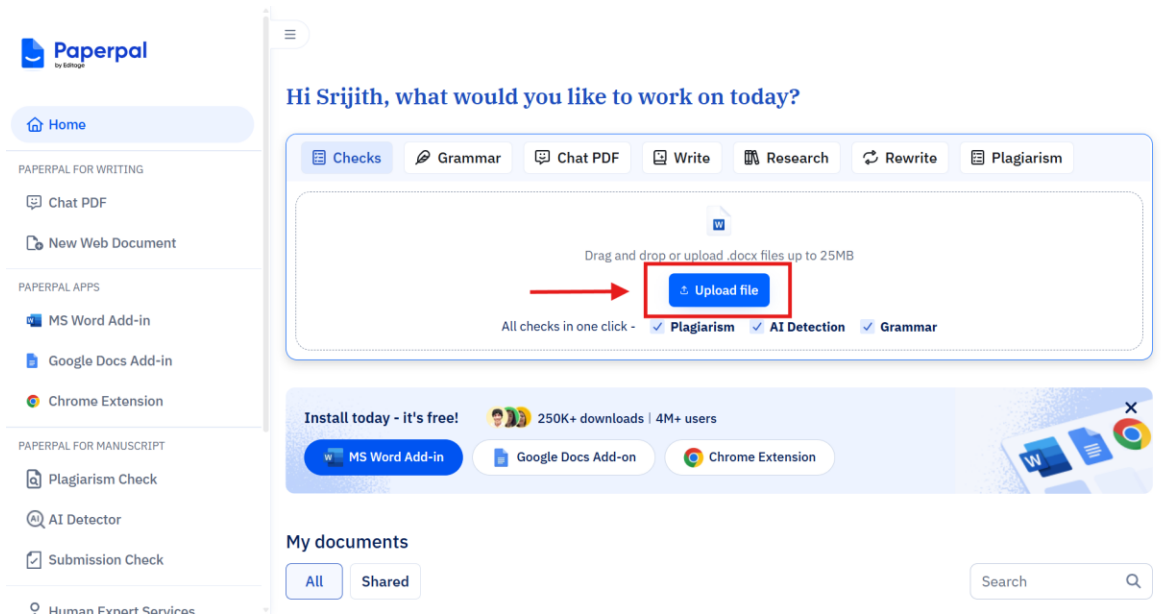 Paperpal
by Editage
Home
PAPERPAL FOR WRITING
Chat PDF
New Web Document
PAPERPAL APPS
MS Word Add-in
Google Docs Add-in
Chrome Extension
PAPERPAL FOR MANUSCRIPT
Plagiarism Check
AI Detector
Submission Check
Human Expert Services
Hi Srijith, what would you like to work on today?
Checks Grammar Chat PDF Write Research Rewrite Plagiarism
Drag and drop or upload .docx files up to 25MB
Upload file
All checks in one click - Plagiarism AI Detection Grammar
Install today - it's free! 250K+ downloads | 4M+ users
MS Word Add-in Google Docs Add-on Chrome Extension
My documents
All Shared Search